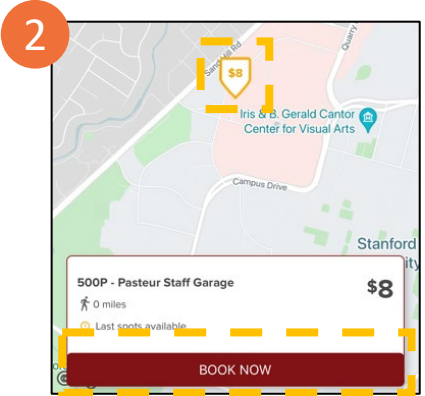 2
Sand Hill Rd
Quarry
$8
Iris & B. Gerald Cantor
Center for Visual Arts
Campus Drive
Stanford
ity
500P - Pasteur Staff Garage
$8
0 miles
Last spots available
BOOK NOW